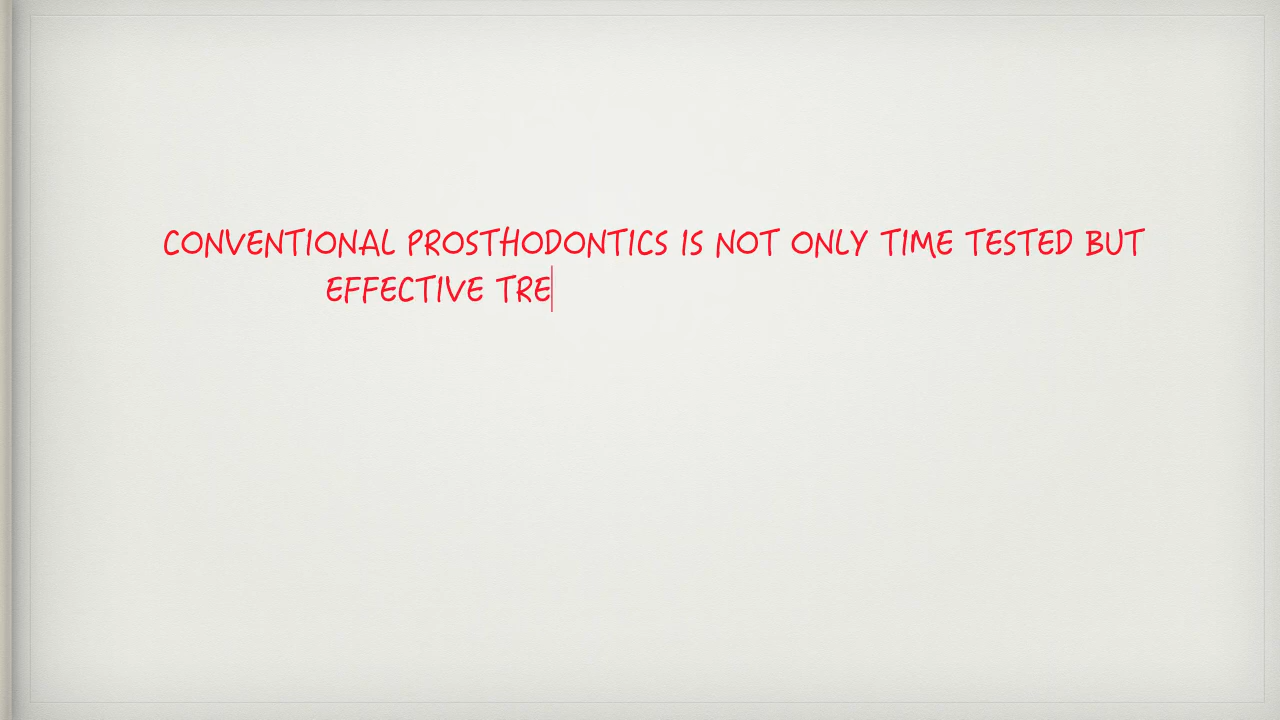 CONVENTIONAL PROSTHODONTICS IS NOT ONLY TIME TESTED BUT
EFFECTIVE TRE